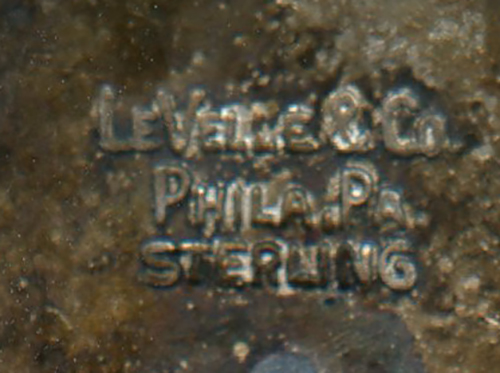 LeVelle & Co.
Phila. Pa.
STERLING